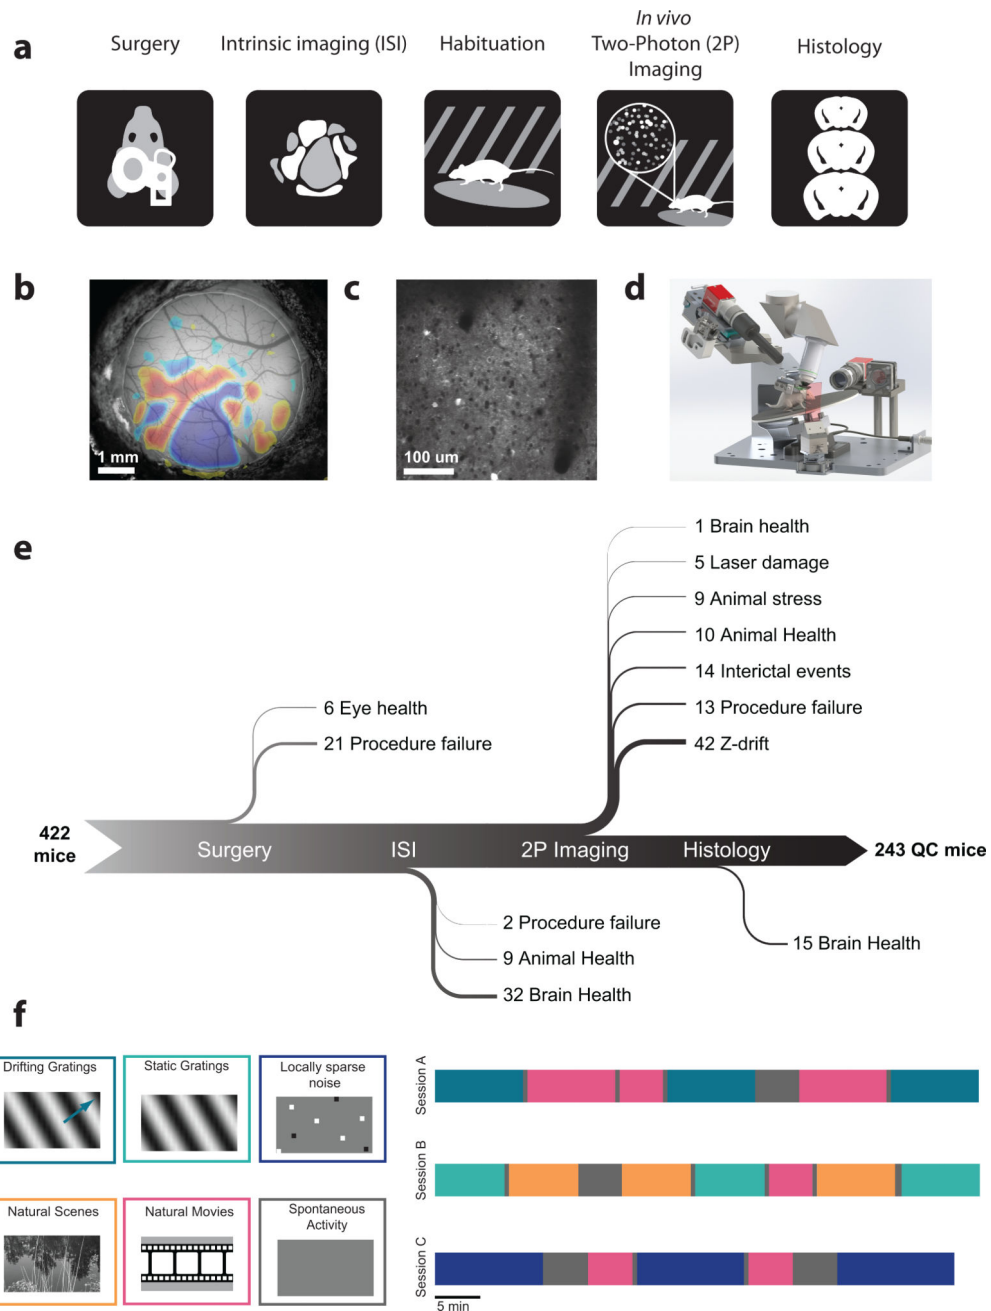 a
Surgery
Intrinsic imaging (ISI)
Habituation
In vivo
Two-Photon (2P)
Imaging
Histology
b
1 mm
c
100 um
d
e
1 Brain health
5 Laser damage
9 Animal stress
10 Animal Health
14 Interictal events
13 Procedure failure
42 Z-drift
6 Eye health
21 Procedure failure
422
mice
Surgery
ISI
2P Imaging
Histology
243 QC mice
2 Procedure failure
9 Animal Health
32 Brain Health
15 Brain Health
f
Drifting Gratings
Static Gratings
Locally sparse
noise
Natural Scenes
Natural Movies
Spontaneous
Activity
Session A
Session B
Session C
5 min